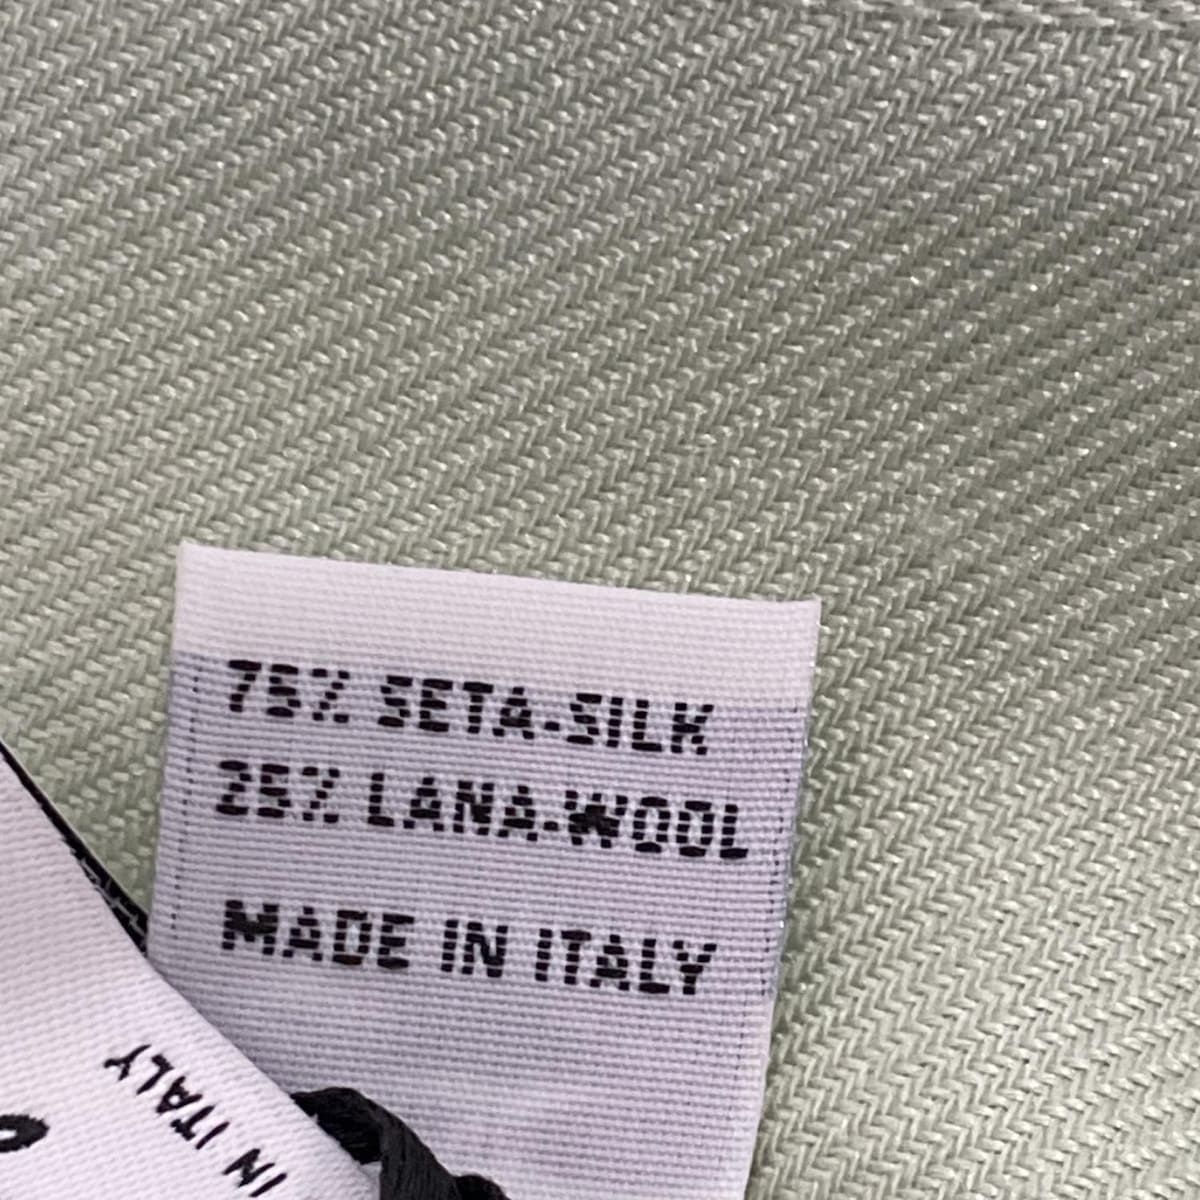 75% SETA-SILK
25% LANA-WOOL
MADE IN ITALY
IN ITALY